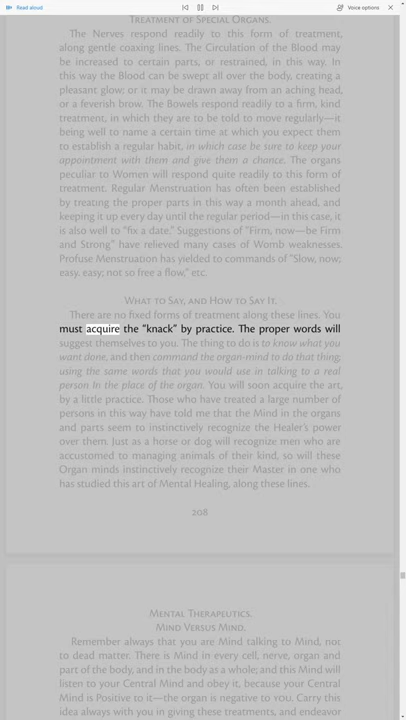 Read aloud
Voice options
Treatment of Special Organs.
The Nerves respond readily to this form of treatment,
along gentle coaxing lines. The Circulation of the Blood may
be increased to certain parts, or restrained, in this way. In
this way the Blood can be swept all over the body, creating a
pleasant glow; or it may be drawn away from an aching head,
or a feverish brow. The Bowels respond readily to a firm, kind
treatment, in which they are to be told to move regularly—it
being well to name a certain time at which you expect them
to establish a regular habit, in which case be sure to keep your
appointment with them and give them a chance. The organs
peculiar to Women will respond quite readily to this form of
treatment. Regular Menstruation has often been established
by treating the proper parts in this way a month ahead, and
keeping it up every day until the regular period—in this case, it
is also well to “fix a date.” Suggestions of “Firm, now—be Firm
and Strong” have relieved many cases of Womb weaknesses.
Profuse Menstruation has yielded to commands of “Slow, now;
easy, easy; not so free a flow,” etc.
What to Say, and How to Say It.
There are no fixed forms of treatment along these lines. You
must acquire the “knack” by practice. The proper words will
suggest themselves to you. The thing to do is to know what you
want done, and then command the organ-mind to do that thing,
using the same words that you would use in talking to a real
person in the place of the organ. You will soon acquire the art,
by a little practice. Those who have treated a large number of
persons in this way have told me that the Mind in the organs
and parts seem to instinctively recognize the Healer’s power
over them. Just as a horse or dog will recognize men who are
accustomed to managing animals of their kind, so will these
Organ minds instinctively recognize their Master in one who
has studied this art of Mental Healing, along these lines.
208
Mental Therapeutics.
Mind Versus Mind.
Remember always that you are Mind talking to Mind, not
to dead matter. There is Mind in every cell, nerve, organ and
part of the body, and in the body as a whole; and this Mind will
listen to your Central Mind and obey it, because your Central
Mind is Positive to it—the organ is negative to You. Carry this
idea always with you in giving these treatments, and endeavor